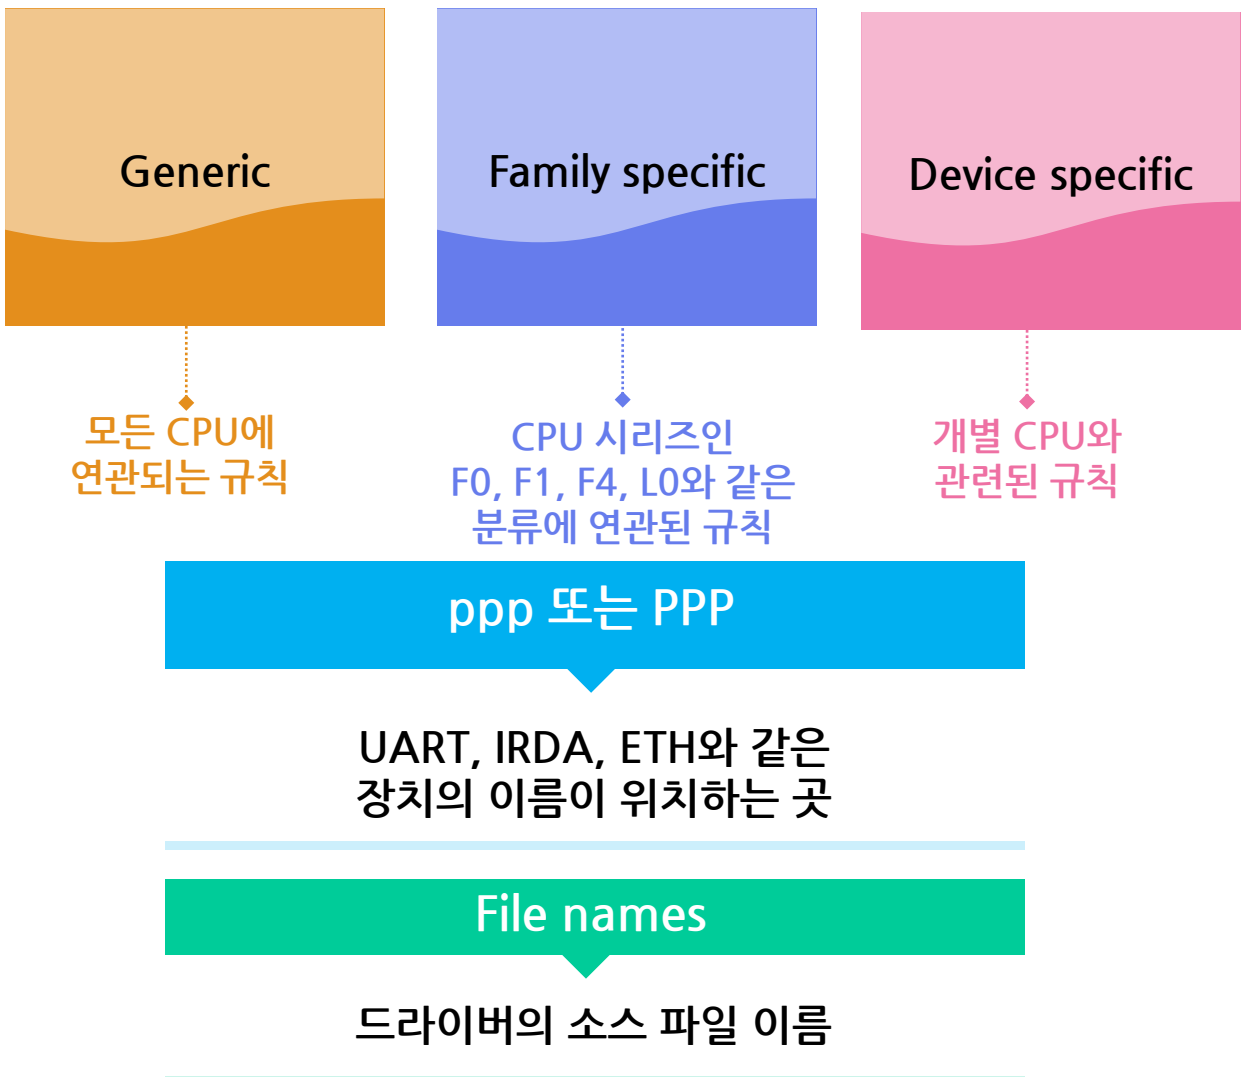 Generic
Family specific
Device specific
모든 CPU에
연관되는 규칙
CPU 시리즈인
F0, F1, F4, L0와 같은
분류에 연관된 규칙
개별 CPU와
관련된 규칙
ppp 또는 PPP
UART, IRDA, ETH와 같은
장치의 이름이 위치하는 곳
File names
드라이버의 소스 파일 이름